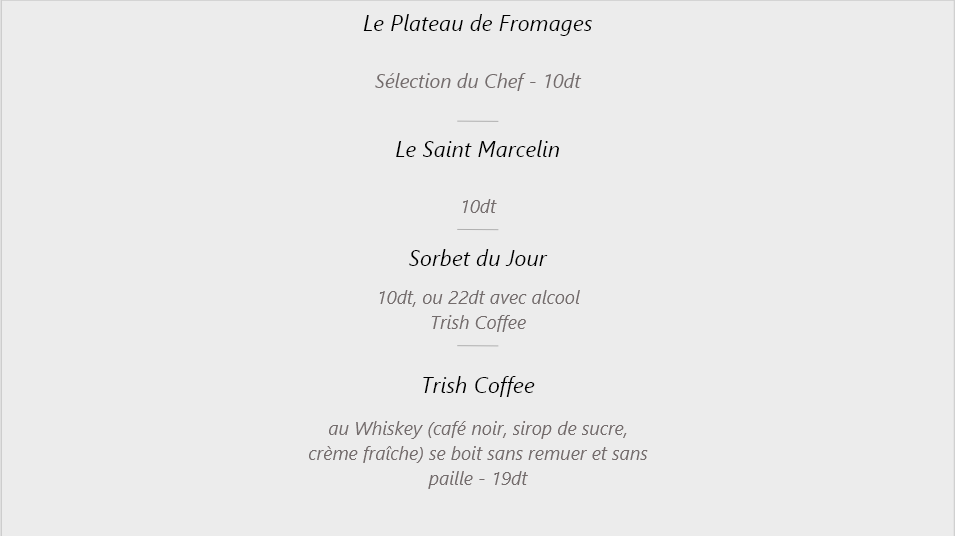 Le Plateau de Fromages
Sélection du Chef - 10dt
Le Saint Marcelin
10dt
Sorbet du Jour
10dt, ou 22dt avec alcool
Trish Coffee
Trish Coffee
au Whiskey (café noir, sirop de sucre,
crème fraîche) se boit sans remuer et sans
paille - 19dt